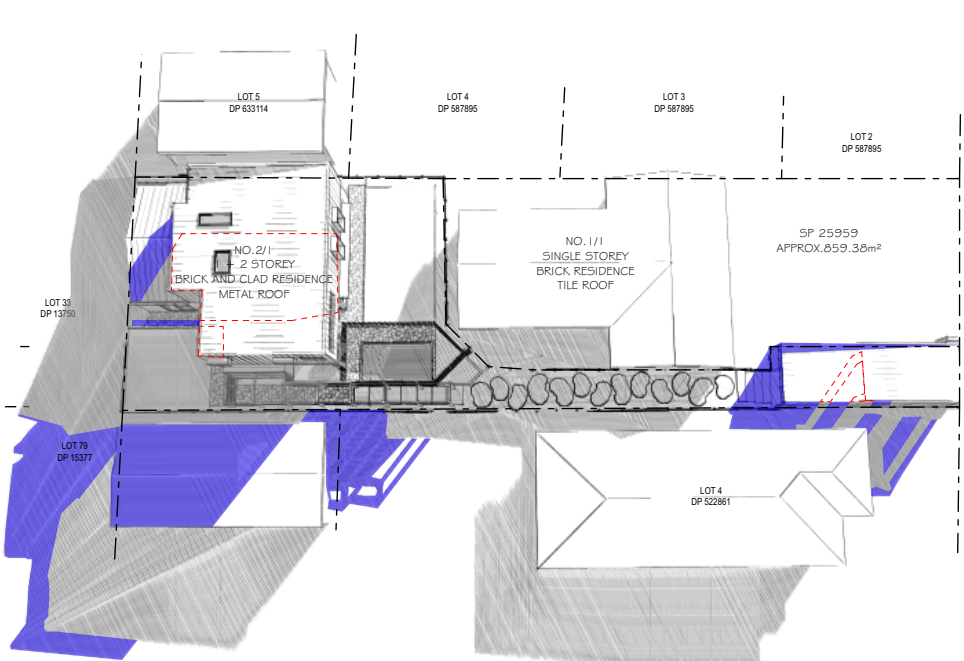 LOT 5
DP 633114
LOT 4
DP 587895
LOT 3
DP 587895
LOT 2
DP 587895
SP 25959
APPROX.859.38m²
NO.2/1
2 STOREY
BRICK AND CLAD RESIDENCE
METAL ROOF
NO.1/1
SINGLE STOREY
BRICK RESIDENCE
TILE ROOF
LOT 33
DP 13750
LOT 79
DP 15377
LOT 4
DP 522861